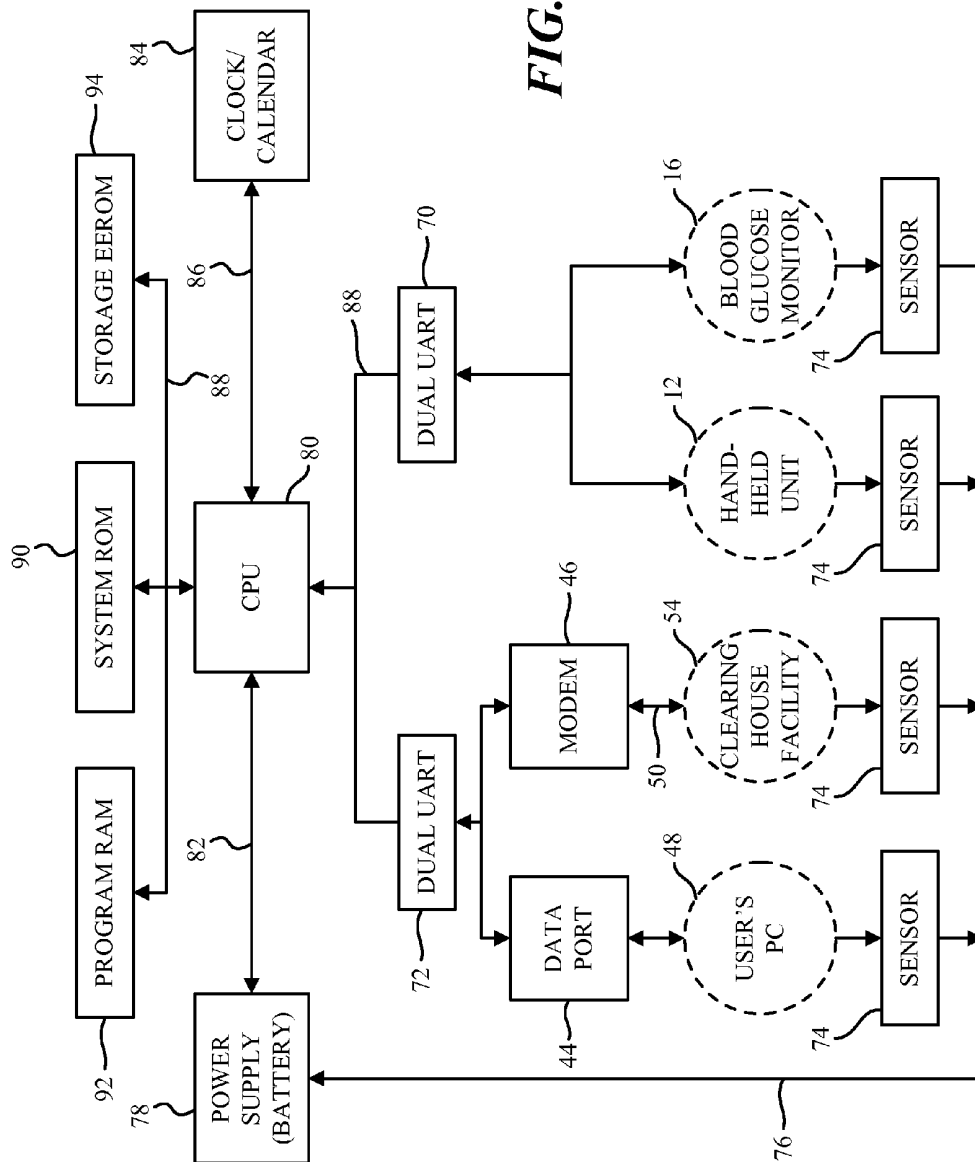 90
92
PROGRAM RAM
SYSTEM ROM
STORAGE EEROM
94
88
78
POWER
SUPPLY
(BATTERY)
82
CPU
80
86
CLOCK/
CALENDAR
84
88
72
DUAL UART
DUAL UART
70
FIG.
44
DATA
PORT
MODEM
46
50
USER'S
PC
48
CLEARING
HOUSE
FACILITY
54
HAND-
HELD
UNIT
12
BLOOD
GLUCOSE
MONITOR
16
74
SENSOR
74
SENSOR
74
SENSOR
74
SENSOR
76